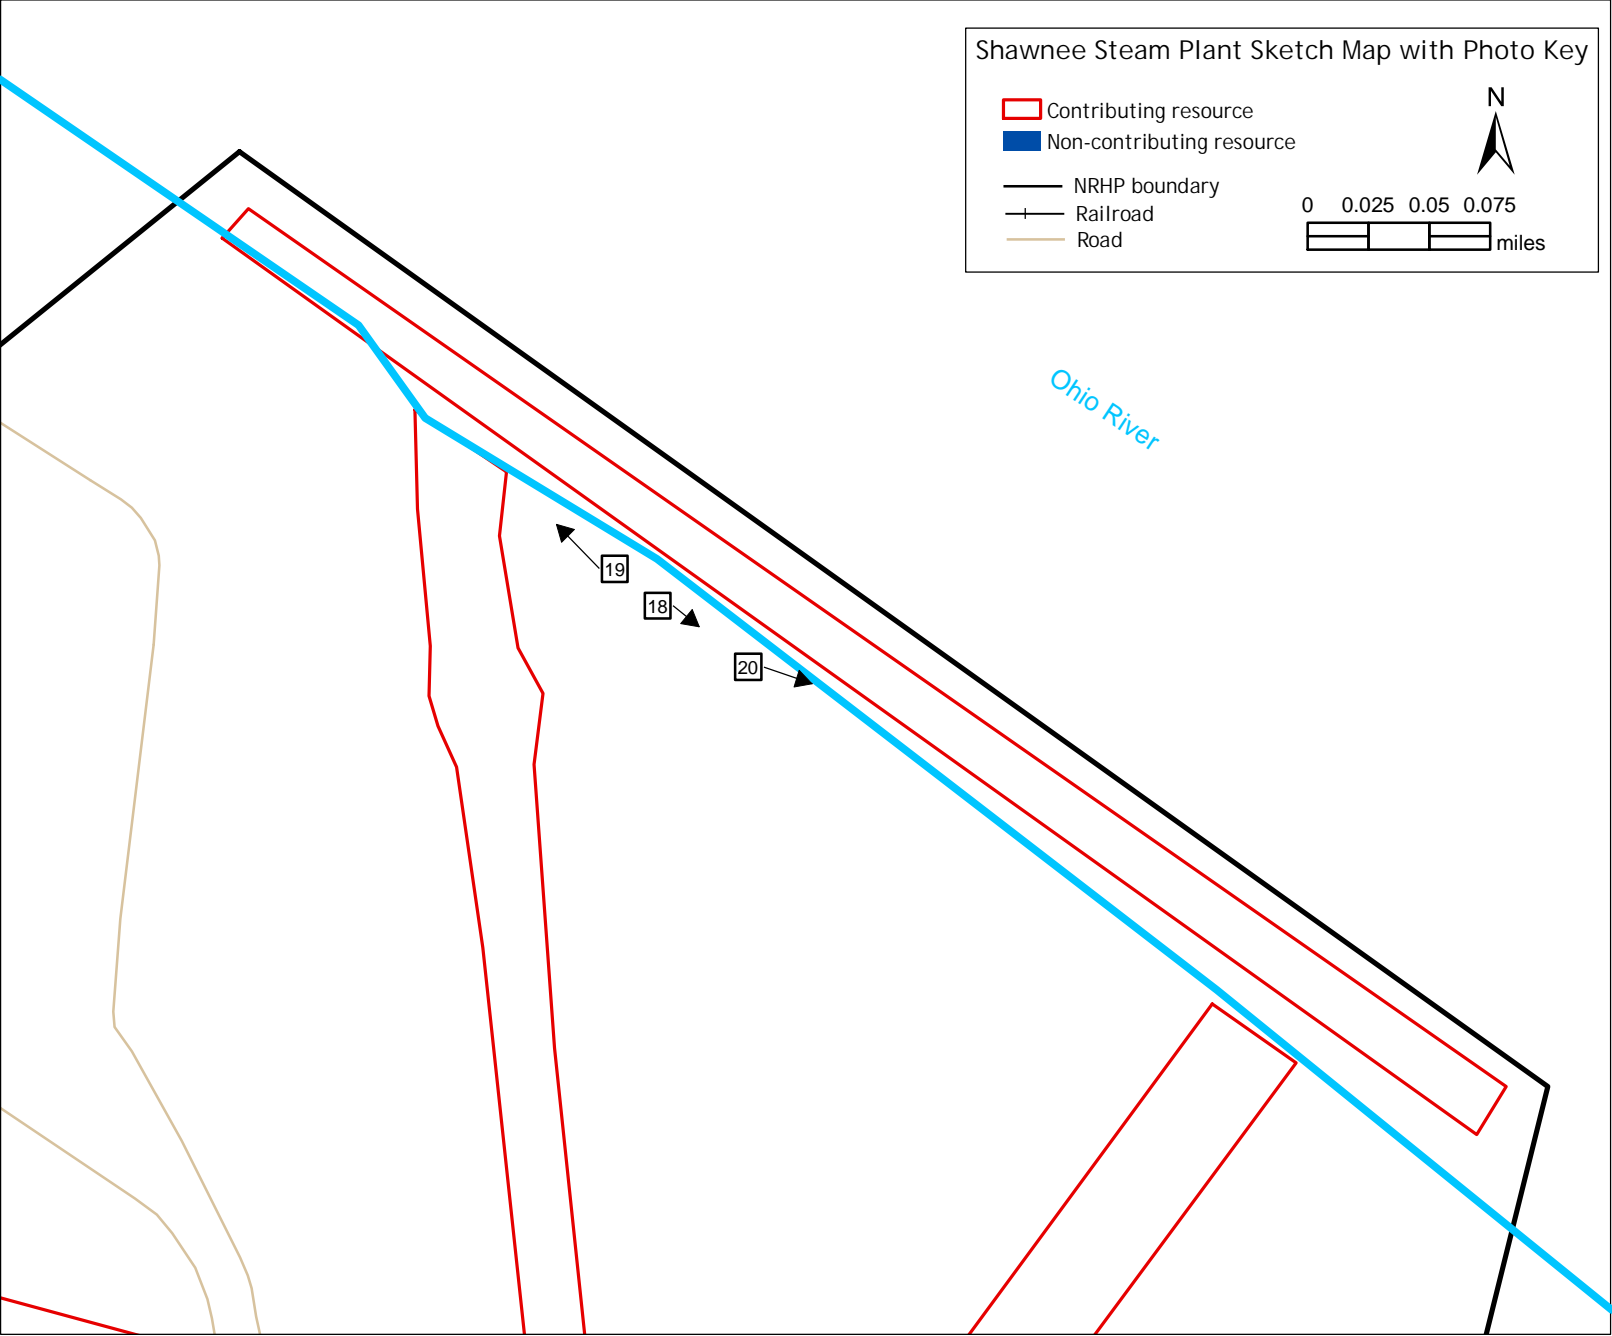 Shawnee Steam Plant Sketch Map with Photo Key
Contributing resource
Non-contributing resource
NRHP boundary
Railroad
Road
N
0 0.025 0.05 0.075
miles
Ohio River
19
18
20